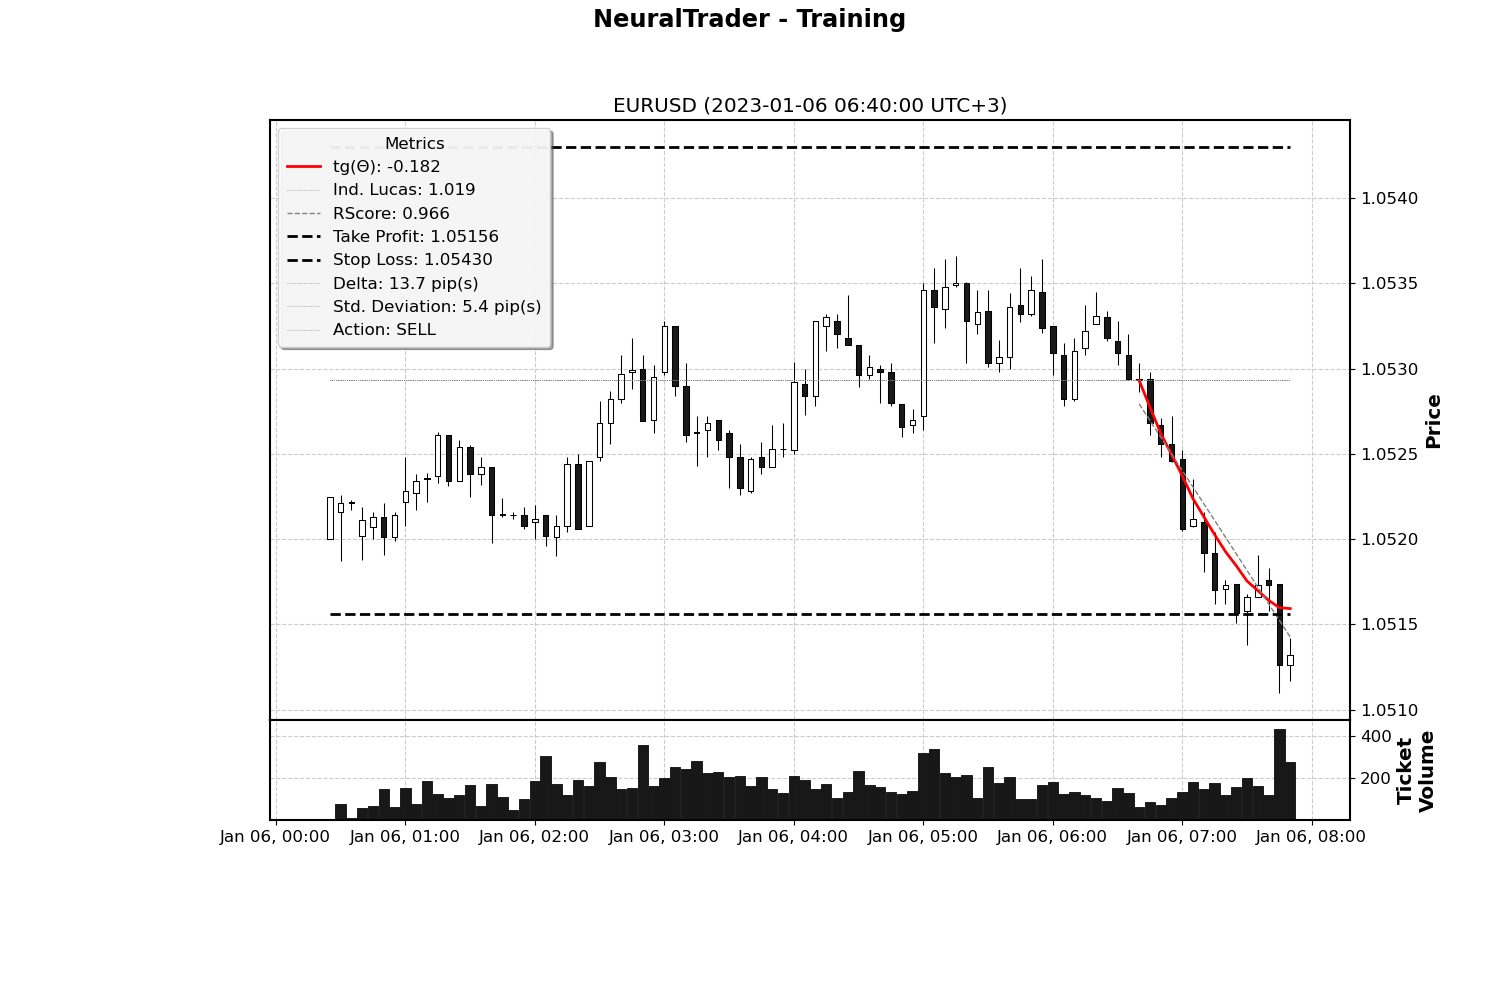 NeuralTrader - Training
EURUSD (2023-01-06 06:40:00 UTC+3)
Metrics
tg(Θ): -0.182
Ind. Lucas: 1.019
RScore: 0.966
Take Profit: 1.05156
Stop Loss: 1.05430
Delta: 13.7 pip(s)
Std. Deviation: 5.4 pip(s)
Action: SELL
1.0540
1.0535
1.0530
1.0525
1.0520
1.0515
1.0510
Price
400
200
Ticket
Volume
Jan 06, 00:00
Jan 06, 01:00
Jan 06, 02:00
Jan 06, 03:00
Jan 06, 04:00
Jan 06, 05:00
Jan 06, 06:00
Jan 06, 07:00
Jan 06, 08:00